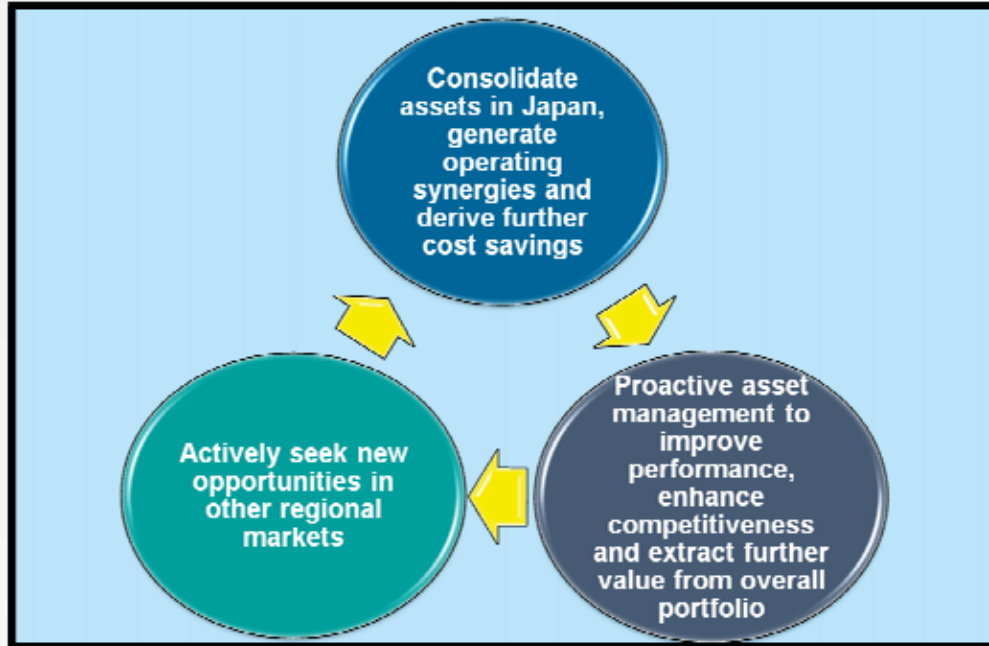 Consolidate
assets in Japan,
generate
operating
synergies and
derive further
cost savings
Proactive asset
management to
improve
performance,
enhance
competitiveness
and extract further
value from overall
portfolio
Actively seek new
opportunities in
other regional
markets